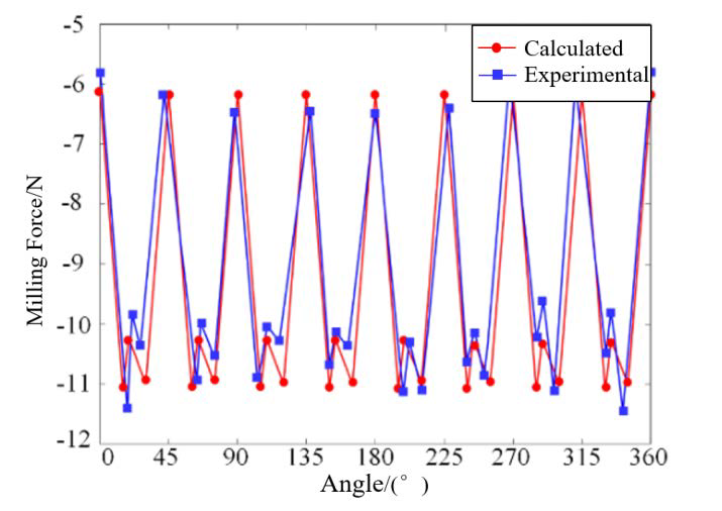 -5
-6
-7
-8
-9
-10
-11
-12
Milling Force/N
Calculated
Experimental
0 45 90 135 180 225 270 315 360
Angle/(° )